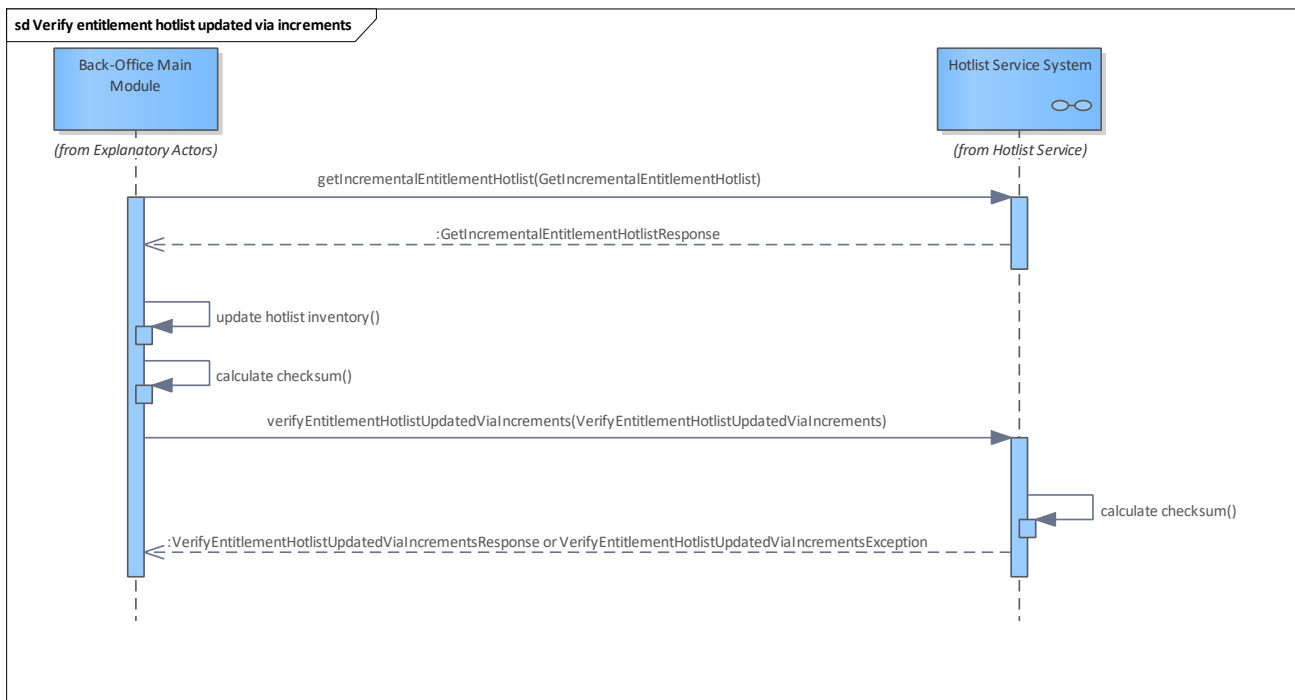 sd Verify entitlement hotlist updated via increments
Back-Office Main
Module
Hotlist Service System
(from Explanatory Actors)
(from Hotlist Service)
getIncrementalEntitlementHotlist(GetIncrementalEntitlementHotlist)
:GetIncrementalEntitlementHotlistResponse
update hotlist inventory()
calculate checksum()
verifyEntitlementHotlistUpdatedViaIncrements(VerifyEntitlementHotlistUpdatedViaIncrements)
calculate checksum()
:VerifyEntitlementHotlistUpdatedViaIncrementsResponse or VerifyEntitlementHotlistUpdatedViaIncrementsException